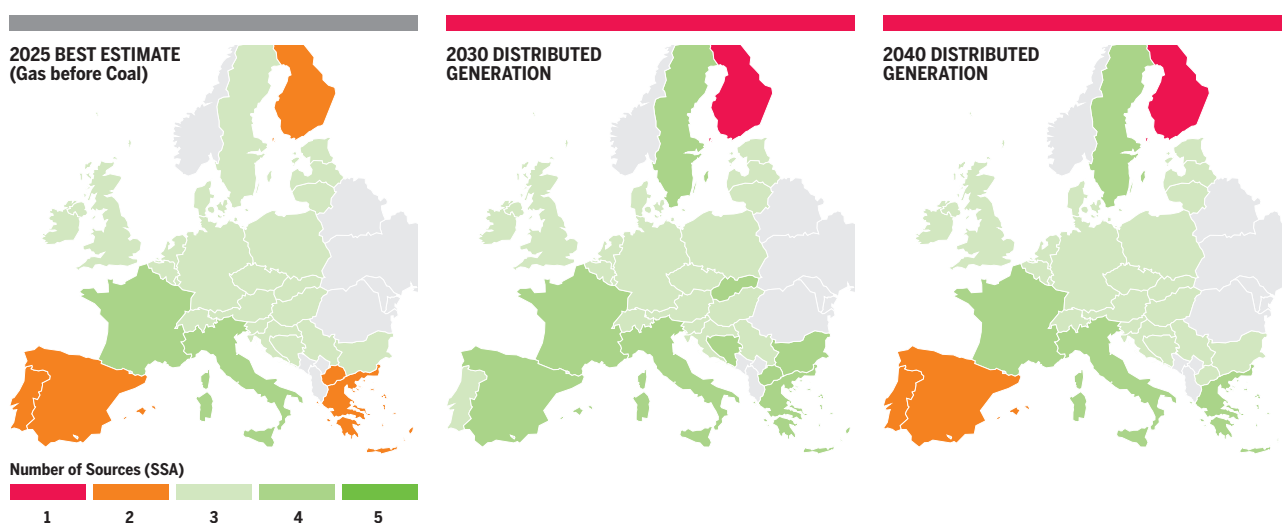 2025 BEST ESTIMATE
(Gas before Coal)
2030 DISTRIBUTED
GENERATION
2040 DISTRIBUTED
GENERATION
Number of Sources (SSA)
1 2 3 4 5